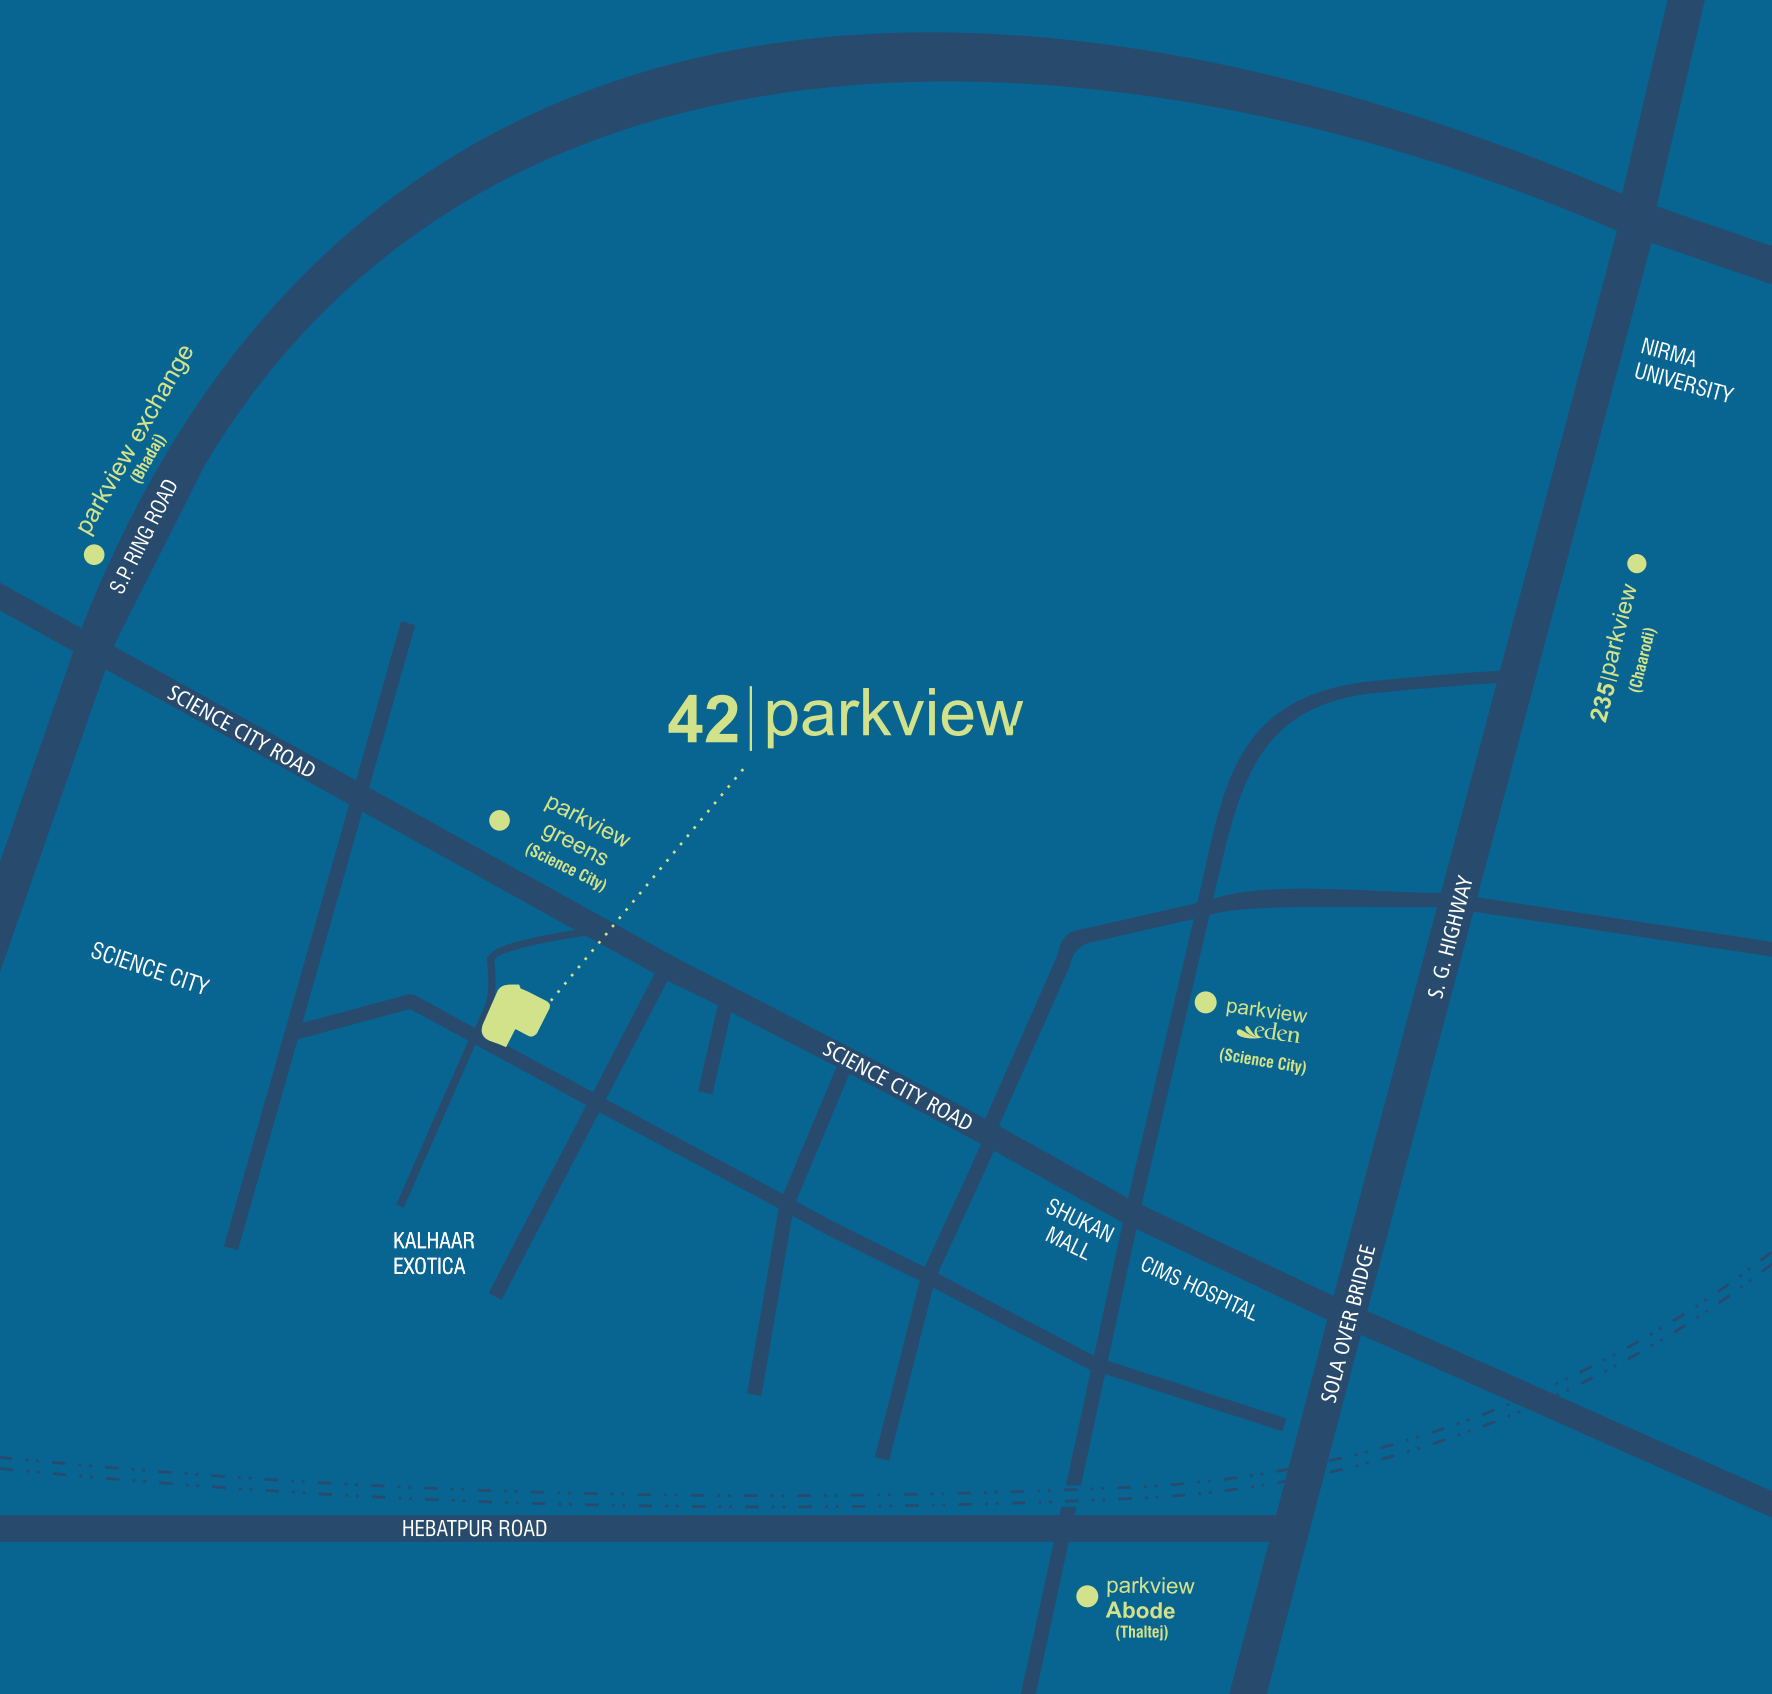 NIRMA
UNIVERSITY
parkview exchange
(Bhadaj)
S.P. RING ROAD
235|parkview
(Chaarodi)
SCIENCE CITY ROAD
42|parkview
parkview
greens
(Science City)
S. G. HIGHWAY
SCIENCE CITY
parkview
eden
(Science City)
SCIENCE CITY ROAD
SHUKAN
MALL
KALHAAR
EXOTICA
CIMS HOSPITAL
SOLA OVER BRIDGE
HEBATPUR ROAD
parkview
Abode
(Thaltej)